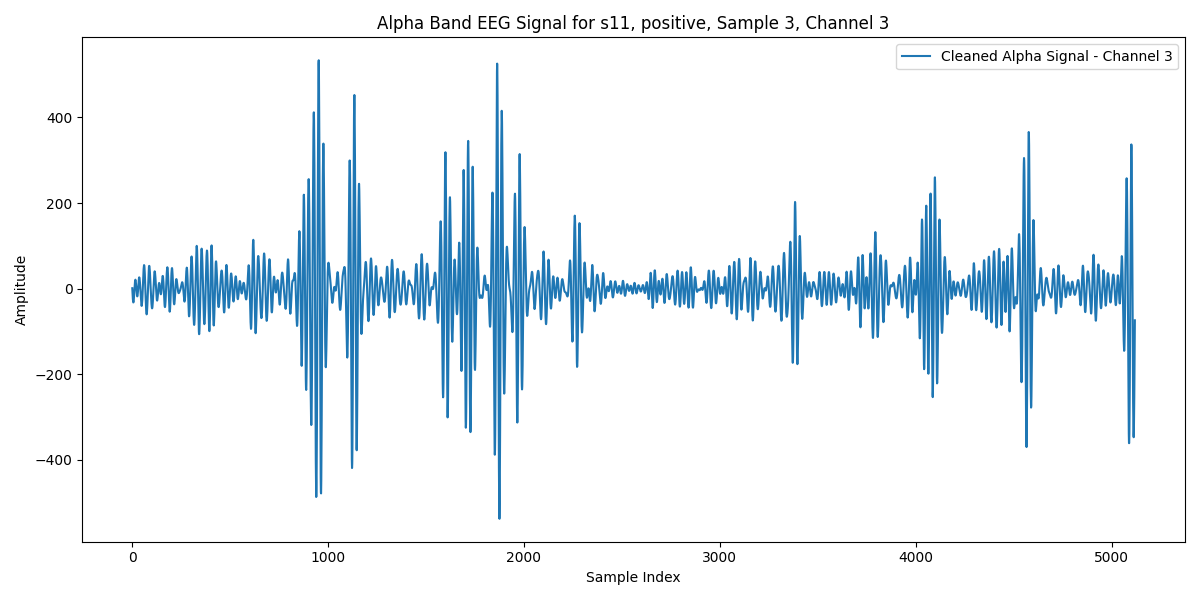 Alpha Band EEG Signal for s11, positive, Sample 3, Channel 3
Cleaned Alpha Signal - Channel 3
Amplitude
400
200
0
−200
−400
0 1000 2000 3000 4000 5000
Sample Index